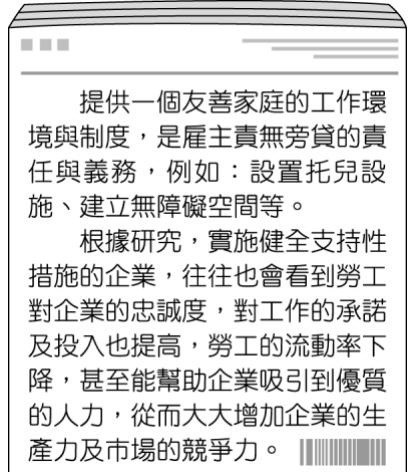 提供一個友善家庭的工作環
境與制度，是雇主責無旁貸的責
任與義務，例如：設置托兒設
施、建立無障礙空間等。
根據研究，實施健全支持性
措施的企業，往往也會看到勞工
對企業的忠誠度，對工作的承諾
及投入也提高，勞工的流動率下
降，甚至能幫助企業吸引到優質
的人力，從而大大增加企業的生
產力及市場的競爭力。